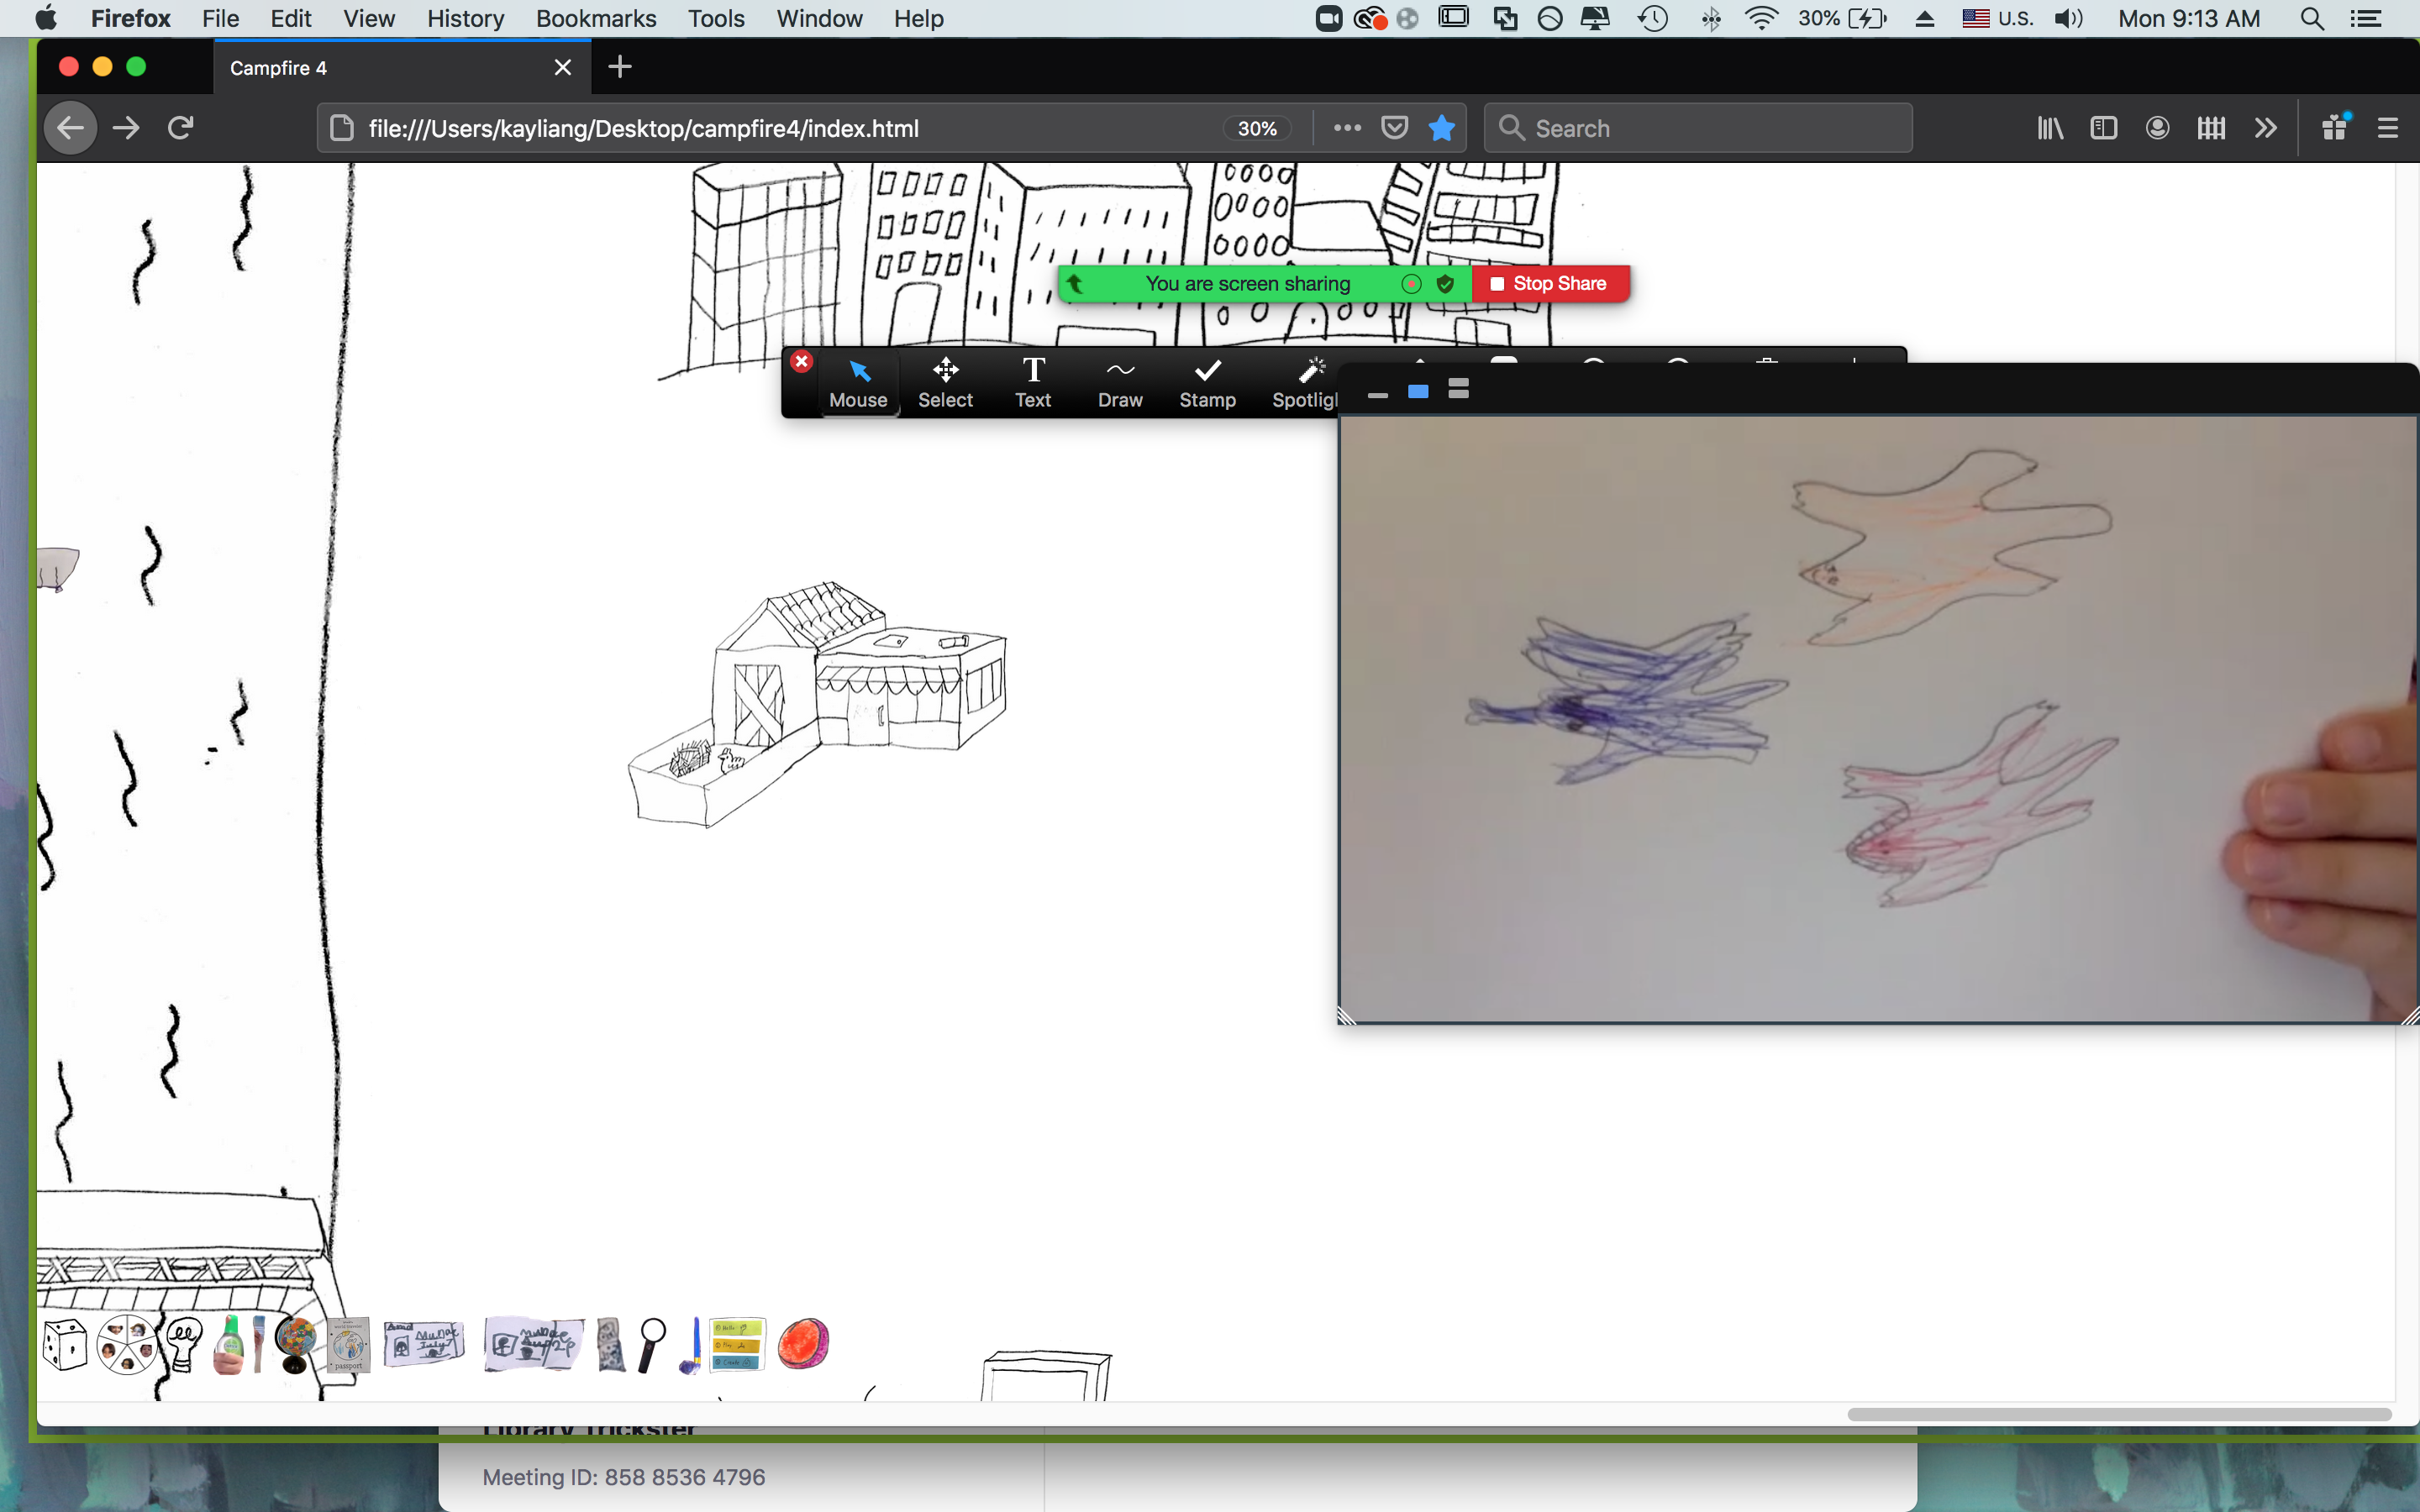 Firefox File Edit View History Bookmarks Tools Window Help 30% U.S. Mon 9:13 AM
Campfire 4
file:///Users/kayliang/Desktop/campfire4/index.html 30% Search
You are screen sharing Stop Share
Mouse Select Text Draw Stamp Spotligh
passport
Library Trickster
Meeting ID: 858 8536 4796